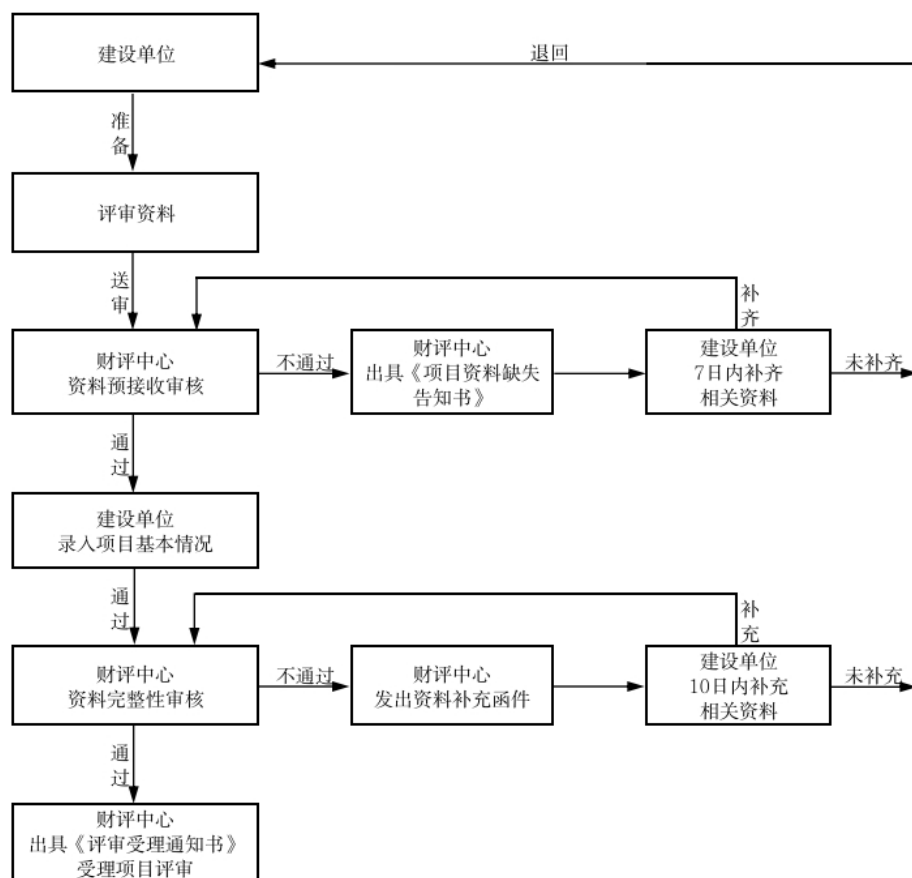 建设单位
退回
准备
评审资料
送审
补齐
财评中心
资料预接收审核
不通过
财评中心
出具《项目资料缺失
告知书》
建设单位
7日内补齐
相关资料
未补齐
通过
建设单位
录入项目基本情况
通过
补充
财评中心
资料完整性审核
不通过
财评中心
发出资料补充函件
建设单位
10日内补充
相关资料
未补充
通过
财评中心
出具《评审受理通知书》
受理项目评审